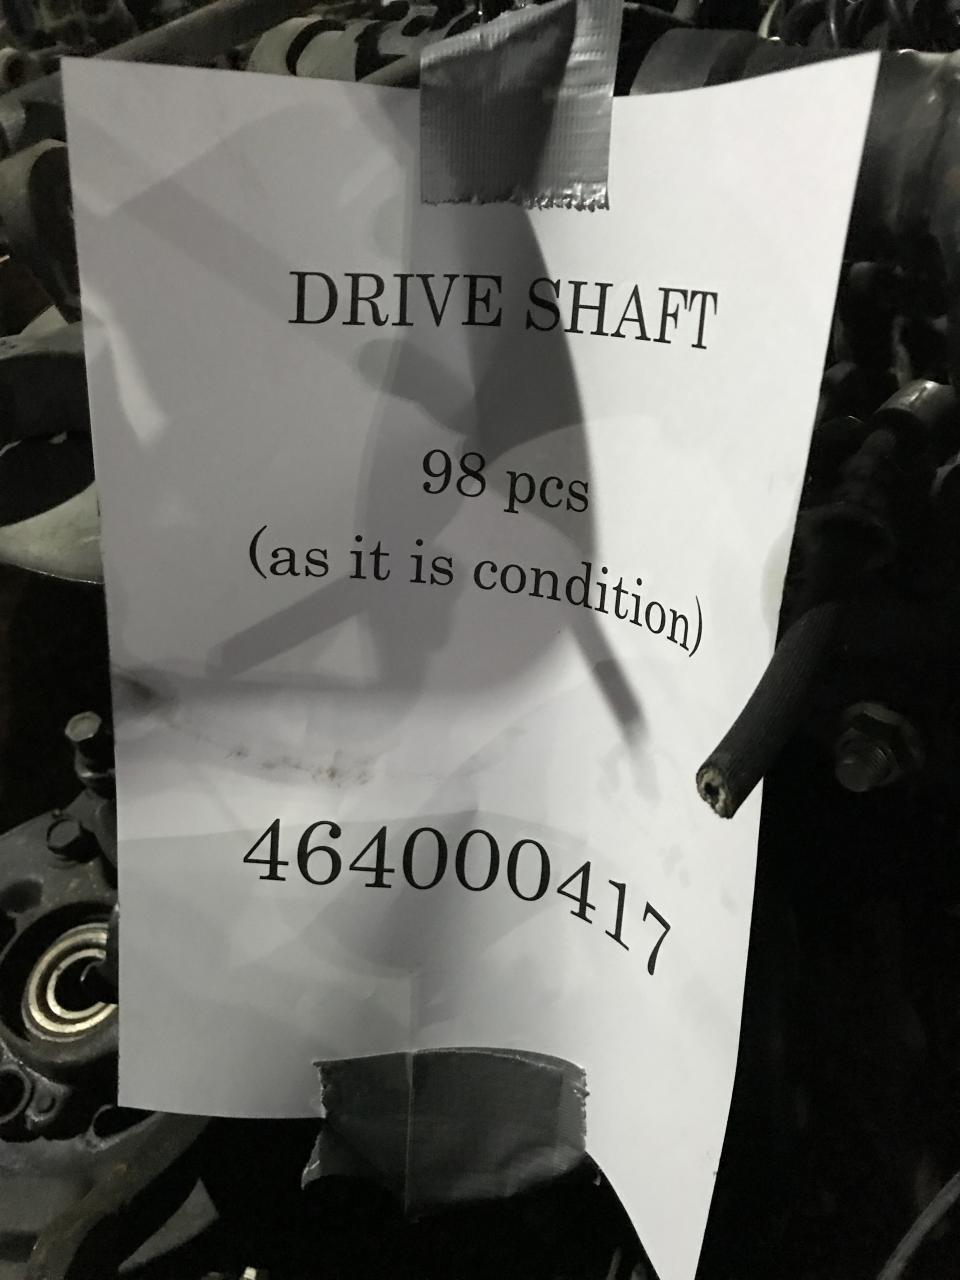 DRIVE SHAFT
98 pcs
(as it is condition)
464000417